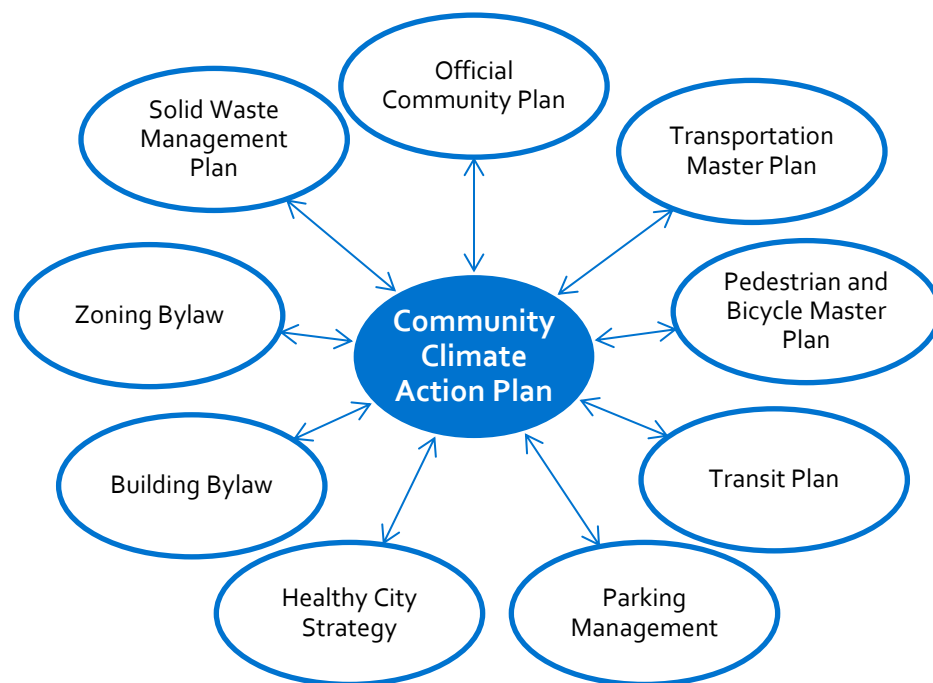 Official
Community Plan
Solid Waste
Management
Plan
Transportation
Master Plan
Zoning Bylaw
Pedestrian and
Bicycle Master
Plan
Community
Climate
Action Plan
Building Bylaw
Transit Plan
Healthy City
Strategy
Parking
Management